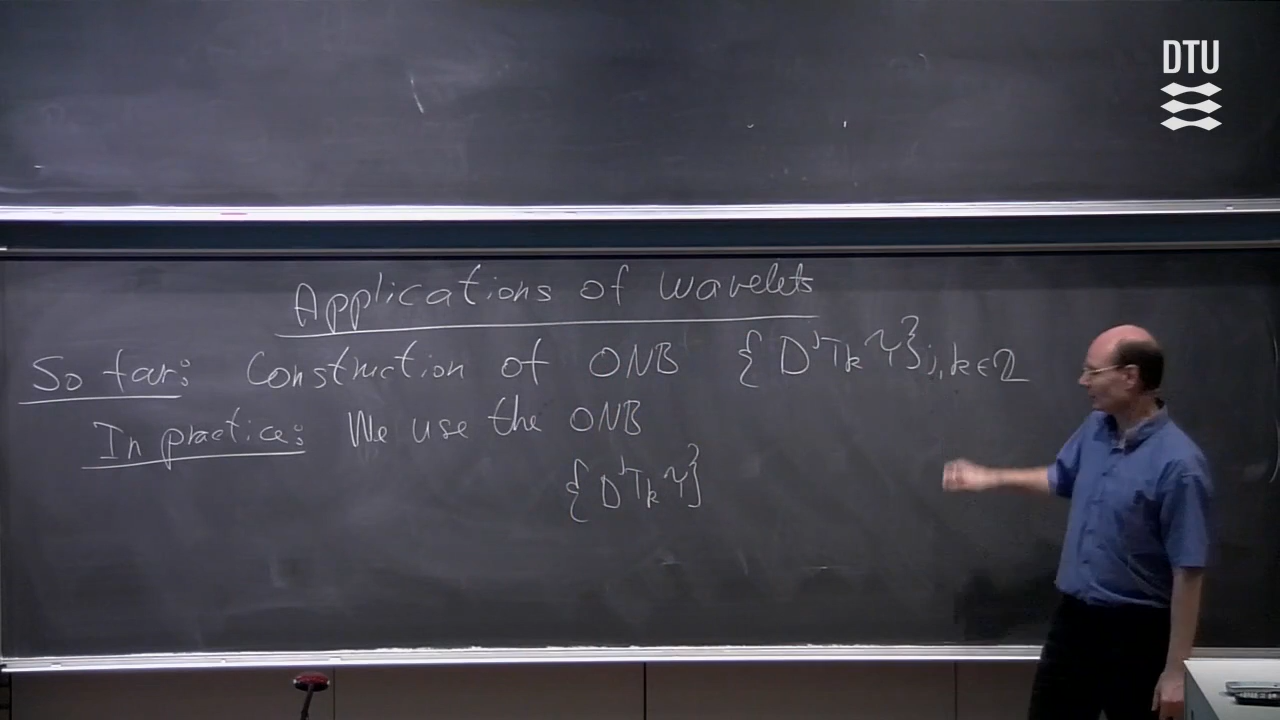 DTU
Applications of Wavelets
So far: Construction of ONB {D^j T_k ψ}_{j,k∈ℤ}
In practice: We use the ONB
{D^j T_k ψ}